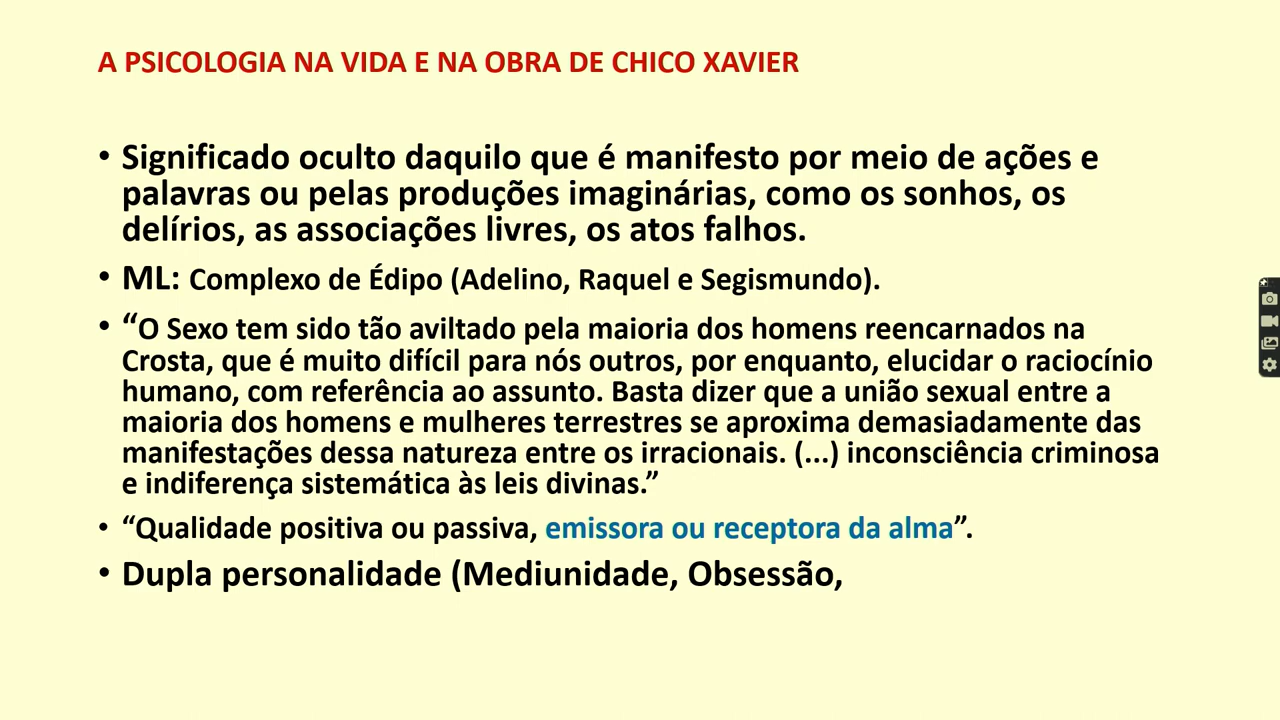 A PSICOLOGIA NA VIDA E NA OBRA DE CHICO XAVIER
• Significado oculto daquilo que é manifesto por meio de ações e
palavras ou pelas produções imaginárias, como os sonhos, os
delírios, as associações livres, os atos falhos.
• ML: Complexo de Édipo (Adelino, Raquel e Segismundo).
• “O Sexo tem sido tão aviltado pela maioria dos homens reencarnados na
Crosta, que é muito difícil para nós outros, por enquanto, elucidar o raciocínio
humano, com referência ao assunto. Basta dizer que a união sexual entre a
maioria dos homens e mulheres terrestres se aproxima demasiadamente das
manifestações dessa natureza entre os irracionais. (...) inconsciência criminosa
e indiferença sistemática às leis divinas.”
• “Qualidade positiva ou passiva, emissora ou receptora da alma”.
• Dupla personalidade (Mediunidade, Obsessão,